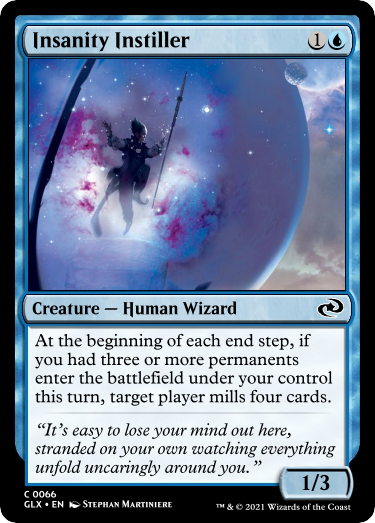 Insanity Instiller 1
Creature — Human Wizard
At the beginning of each end step, if
you had three or more permanents
enter the battlefield under your control
this turn, target player mills four cards.
“It’s easy to lose your mind out here,
stranded on your own watching everything
unfold uncaringly around you.”
1/3
C 0066
GLX • EN Stephan Martiniere
™ & © 2021 Wizards of the Coast